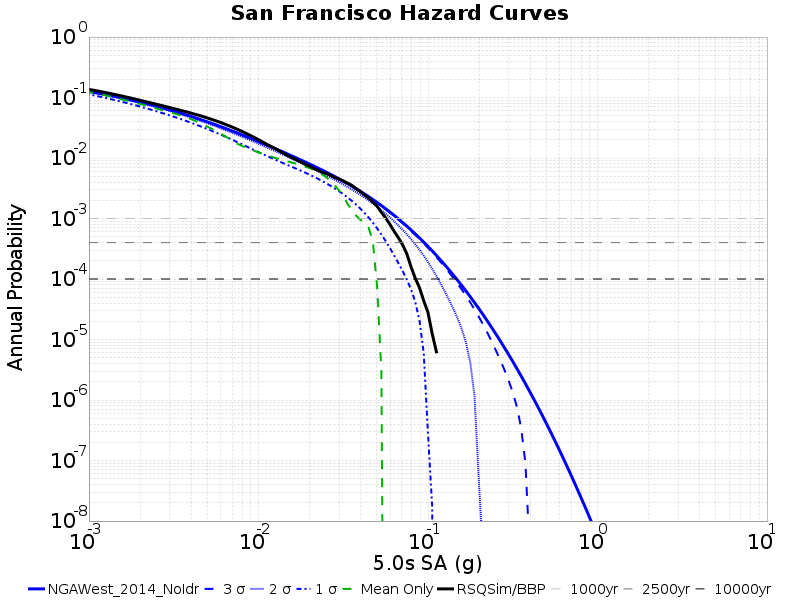 San Francisco Hazard Curves
10^0
10^-1
10^-2
10^-3
10^-4
10^-5
10^-6
10^-7
10^-8
Annual Probability
10^-3 10^-2 10^-1 10^0 10^1
5.0s SA (g)
NGAWest_2014_NoIdr 3 σ 2 σ 1 σ Mean Only RSQSim/BBP 1000yr 2500yr 10000yr